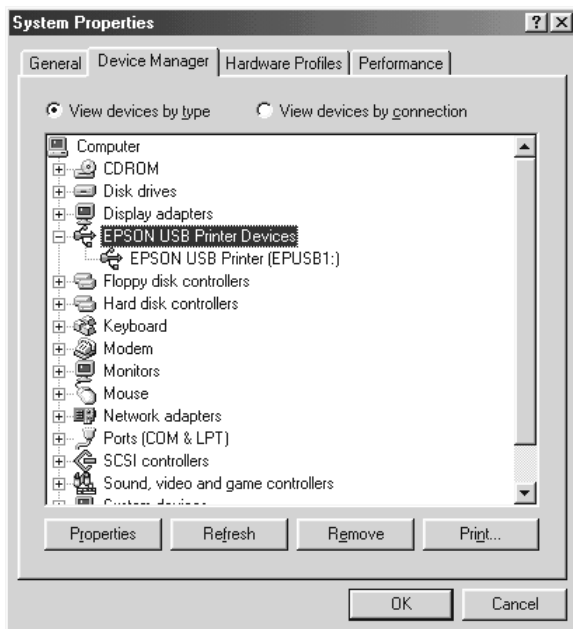 System Properties
General Device Manager Hardware Profiles Performance
View devices by type View devices by connection
Computer
CDROM
Disk drives
Display adapters
EPSON USB Printer Devices
EPSON USB Printer (EPUSB1:)
Floppy disk controllers
Hard disk controllers
Keyboard
Modem
Monitors
Mouse
Network adapters
Ports (COM & LPT)
SCSI controllers
Sound, video and game controllers
Properties Refresh Remove Print...
OK Cancel